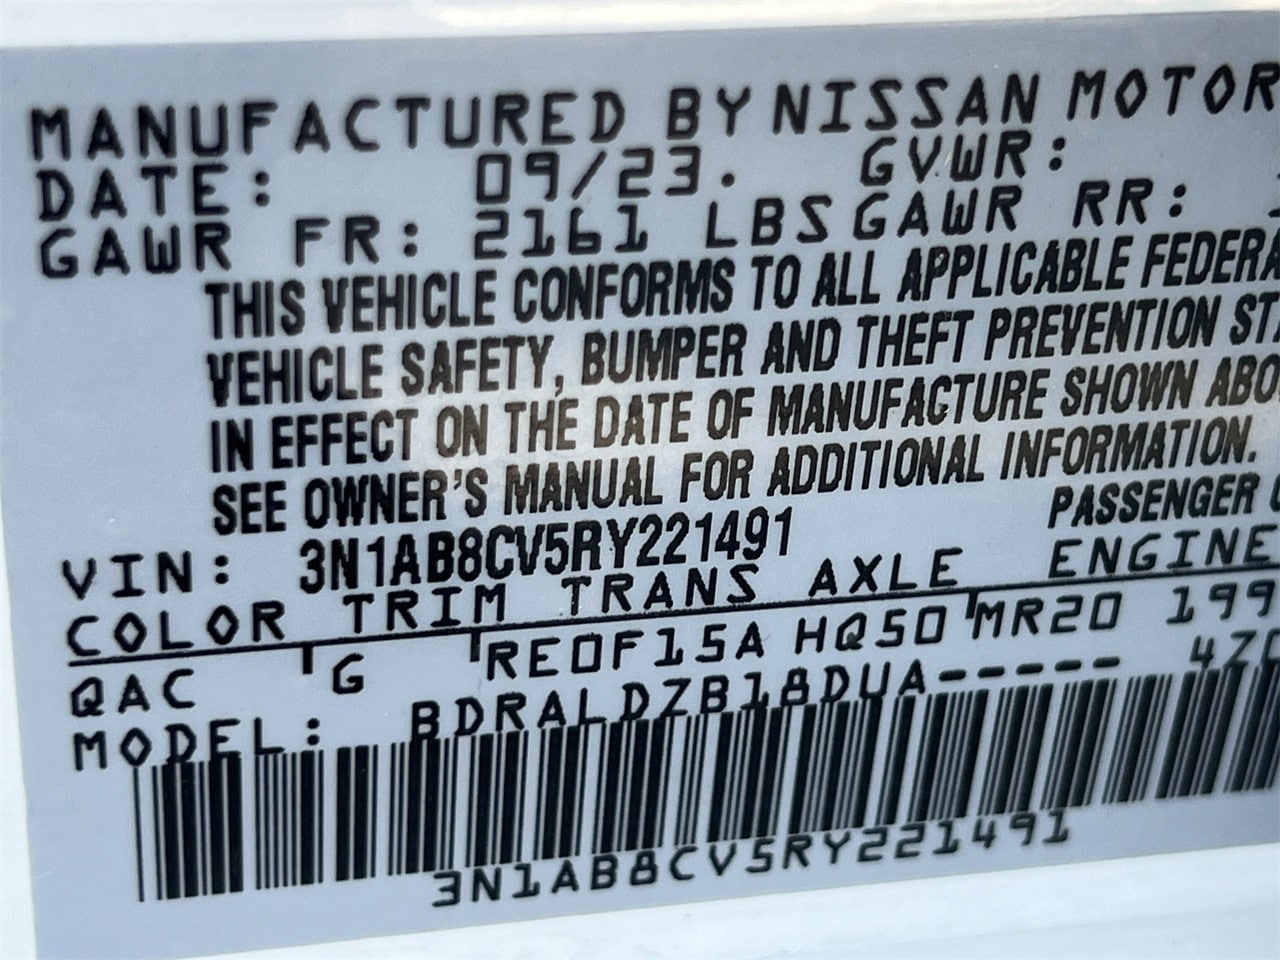 MANUFACTURED BY NISSAN MOTOR
DATE: 09/23. GVWR:
GAWR FR: 2161 LBS GAWR RR:
THIS VEHICLE CONFORMS TO ALL APPLICABLE FEDERA
VEHICLE SAFETY, BUMPER AND THEFT PREVENTION ST
IN EFFECT ON THE DATE OF MANUFACTURE SHOWN ABO
SEE OWNER'S MANUAL FOR ADDITIONAL INFORMATION.
VIN: 3N1AB8CV5RY221491 PASSENGER
COLOR TRIM TRANS AXLE ENGINE
QAC G RE0F15A HQ50 MR20 199
MODEL: BDRALDZB18DUA----- 4Z
3N1AB8CV5RY221491